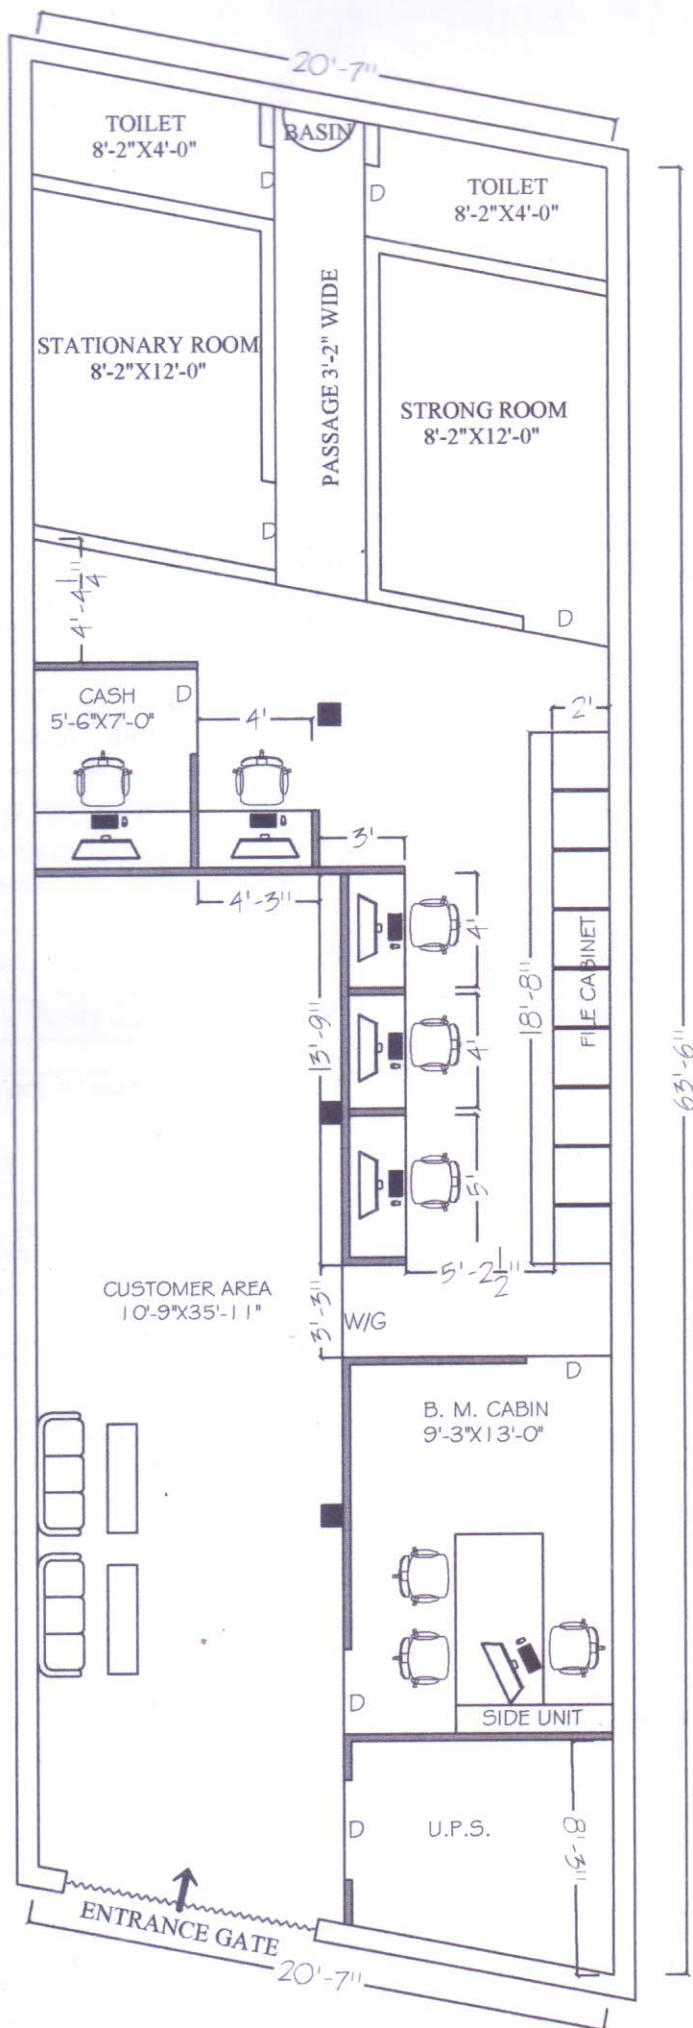 20'-7"
TOILET
8'-2"X4'-0"
BASIN
D
D
TOILET
8'-2"X4'-0"
STATIONARY ROOM
8'-2"X12'-0"
PASSAGE 3'-2" WIDE
STRONG ROOM
8'-2"X12'-0"
D
4'-4 1/4"
D
CASH
5'-6"X7'-0"
D
4'
2'
3'
4'-3"
4'
18'-8"
FILE CABINET
13'-9"
4'
63'-6"
5'
5'-2 1/2"
CUSTOMER AREA
10'-9"X35'-11"
3'-3"
W/G
D
B. M. CABIN
9'-3"X13'-0"
D
SIDE UNIT
D
U.P.S.
8'-3"
ENTRANCE GATE
20'-7"